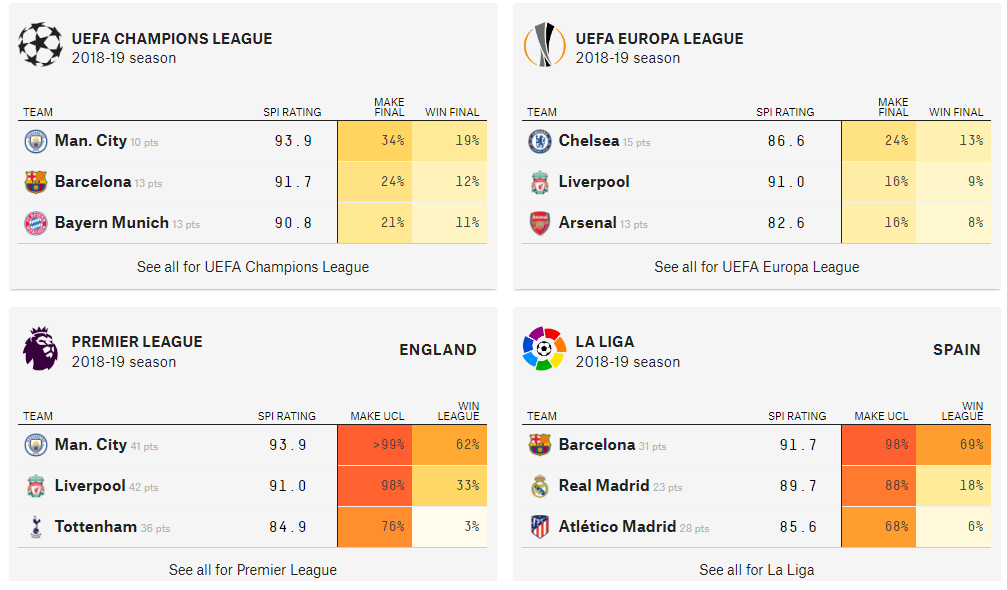 UEFA CHAMPIONS LEAGUE
2018-19 season
TEAM SPI RATING MAKE FINAL WIN FINAL
Man. City 10 pts 93.9 34% 19%
Barcelona 13 pts 91.7 24% 12%
Bayern Munich 13 pts 90.8 21% 11%
See all for UEFA Champions League
UEFA EUROPA LEAGUE
2018-19 season
TEAM SPI RATING MAKE FINAL WIN FINAL
Chelsea 15 pts 86.6 24% 13%
Liverpool 91.0 16% 9%
Arsenal 13 pts 82.6 16% 8%
See all for UEFA Europa League
PREMIER LEAGUE
2018-19 season
ENGLAND
TEAM SPI RATING MAKE UCL WIN LEAGUE
Man. City 41 pts 93.9 >99% 62%
Liverpool 42 pts 91.0 98% 33%
Tottenham 36 pts 84.9 76% 3%
See all for Premier League
LA LIGA
2018-19 season
SPAIN
TEAM SPI RATING MAKE UCL WIN LEAGUE
Barcelona 31 pts 91.7 98% 69%
Real Madrid 23 pts 89.7 88% 18%
Atlético Madrid 28 pts 85.6 68% 6%
See all for La Liga